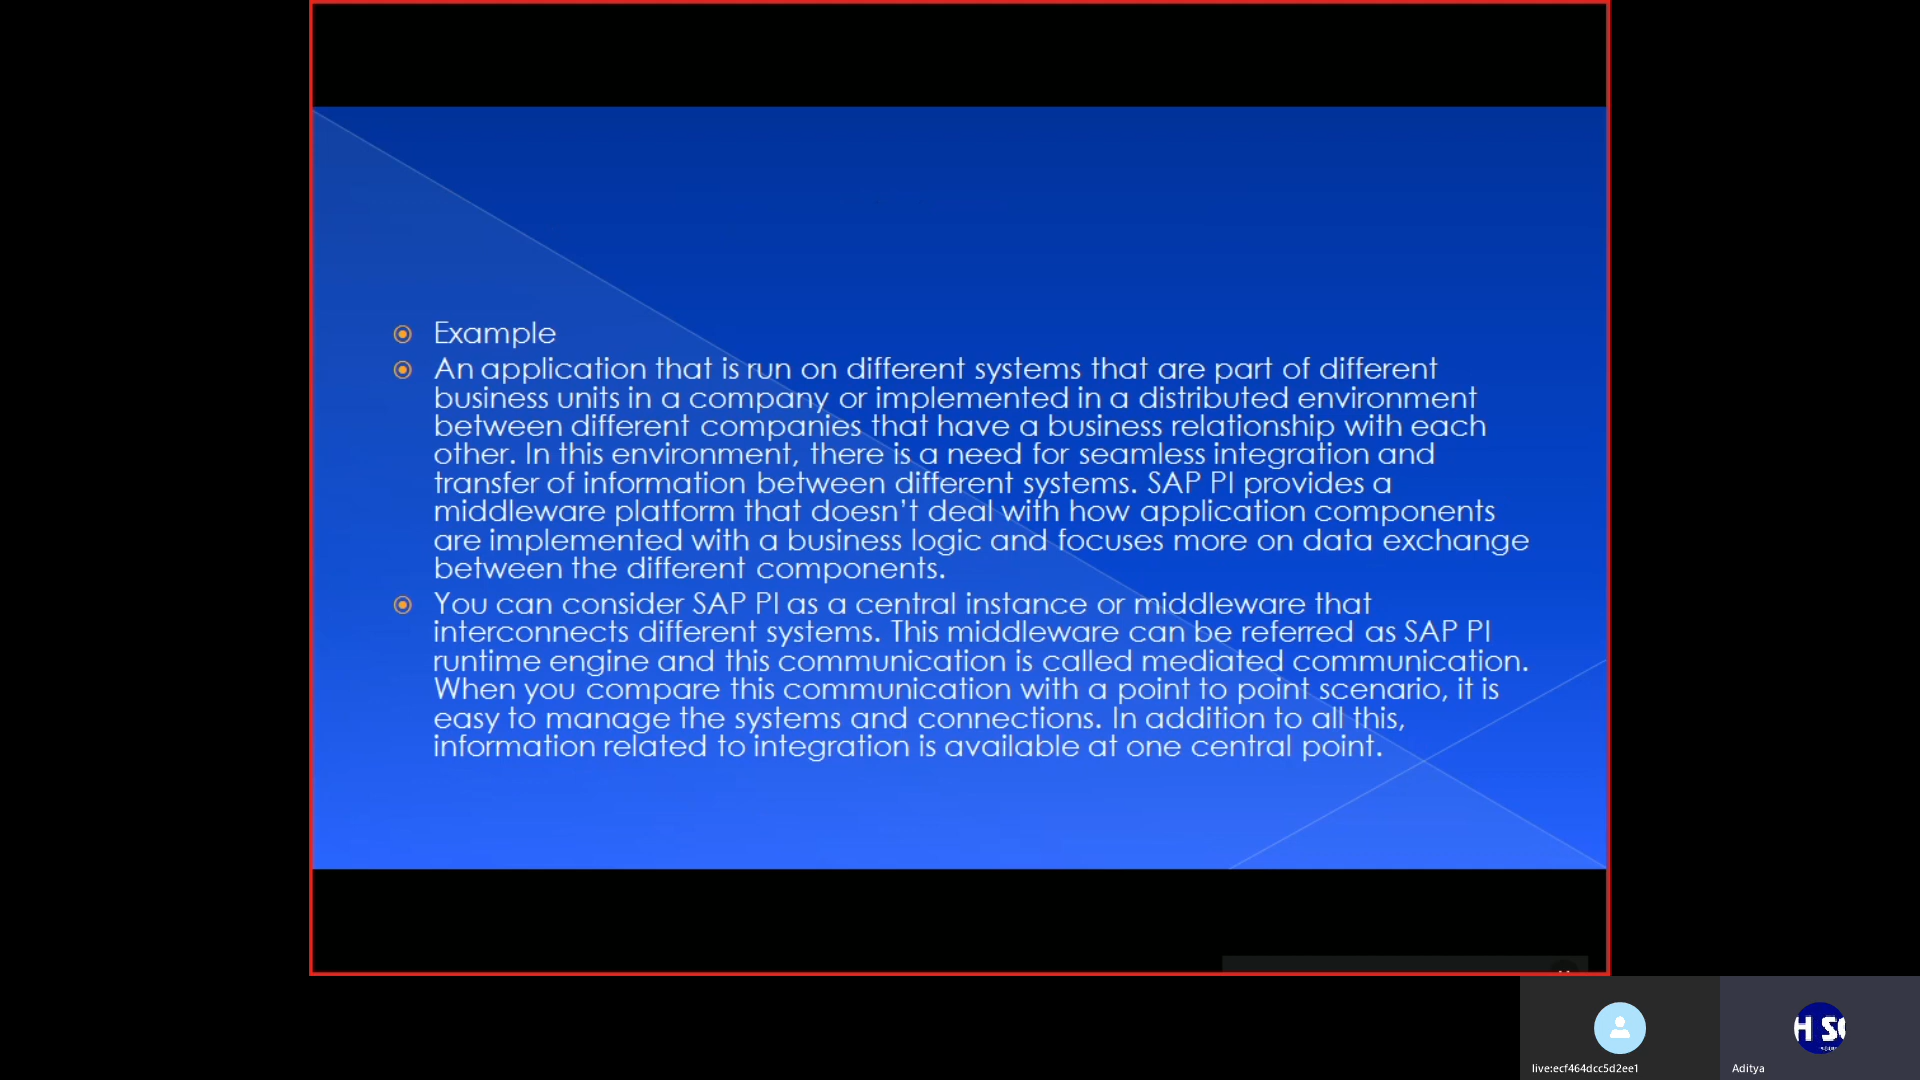 Example
An application that is run on different systems that are part of different
business units in a company or implemented in a distributed environment
between different companies that have a business relationship with each
other. In this environment, there is a need for seamless integration and
transfer of information between different systems. SAP PI provides a
middleware platform that doesn't deal with how application components
are implemented with a business logic and focuses more on data exchange
between the different components.
You can consider SAP PI as a central instance or middleware that
interconnects different systems. This middleware can be referred as SAP PI
runtime engine and this communication is called mediated communication.
When you compare this communication with a point to point scenario, it is
easy to manage the systems and connections. In addition to all this,
information related to integration is available at one central point.
live:ecf464dcc5d2ee1
Aditya